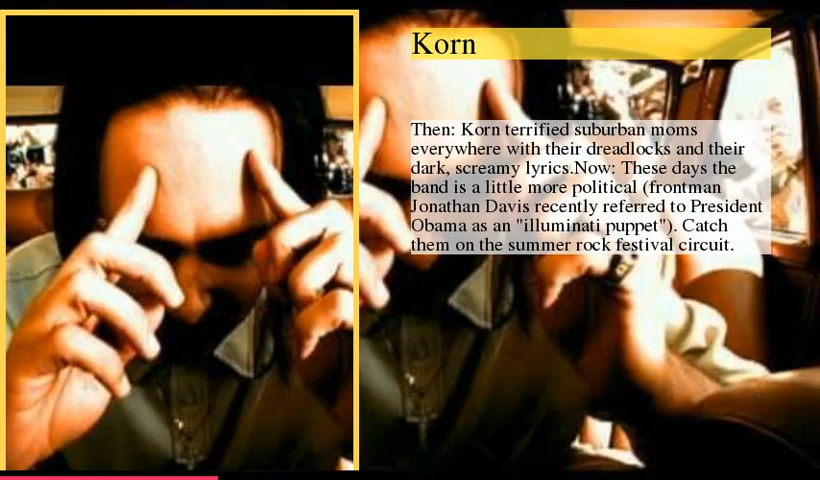 Korn
Then: Korn terrified suburban moms
everywhere with their dreadlocks and their
dark, screamy lyrics.Now: These days the
band is a little more political (frontman
Jonathan Davis recently referred to President
Obama as an "illuminati puppet"). Catch
them on the summer rock festival circuit.